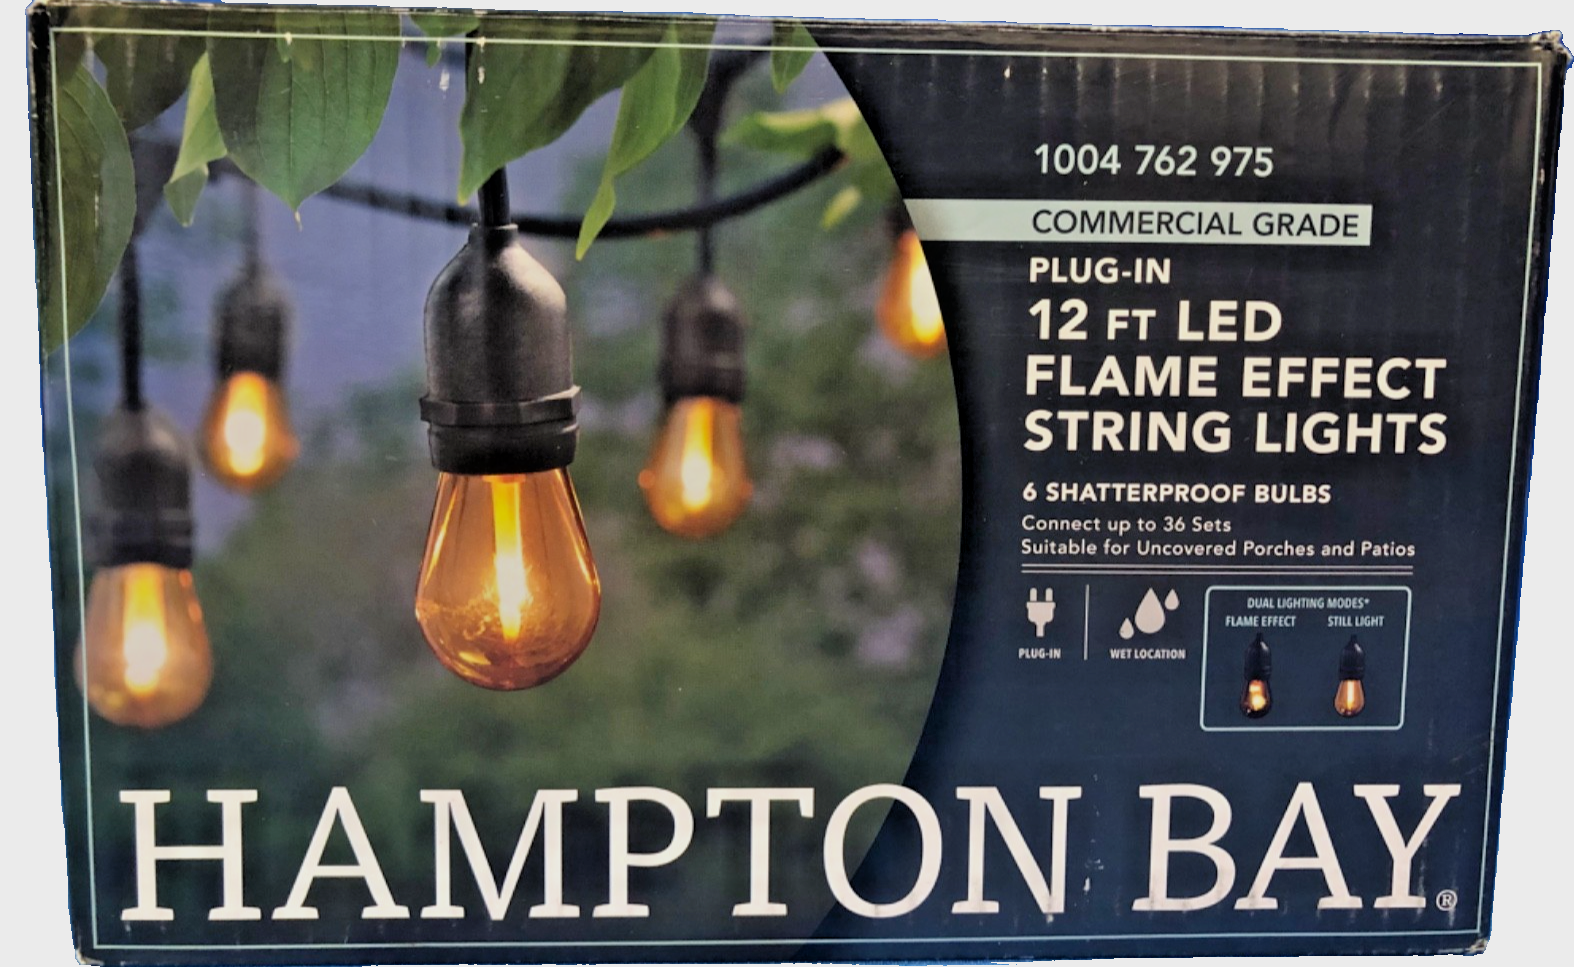 1004 762 975
COMMERCIAL GRADE
PLUG-IN
12 FT LED
FLAME EFFECT
STRING LIGHTS
6 SHATTERPROOF BULBS
Connect up to 36 Sets
Suitable for Uncovered Porches and Patios
PLUG-IN
WET LOCATION
DUAL LIGHTING MODES*
FLAME EFFECT
STILL LIGHT
HAMPTON BAY®